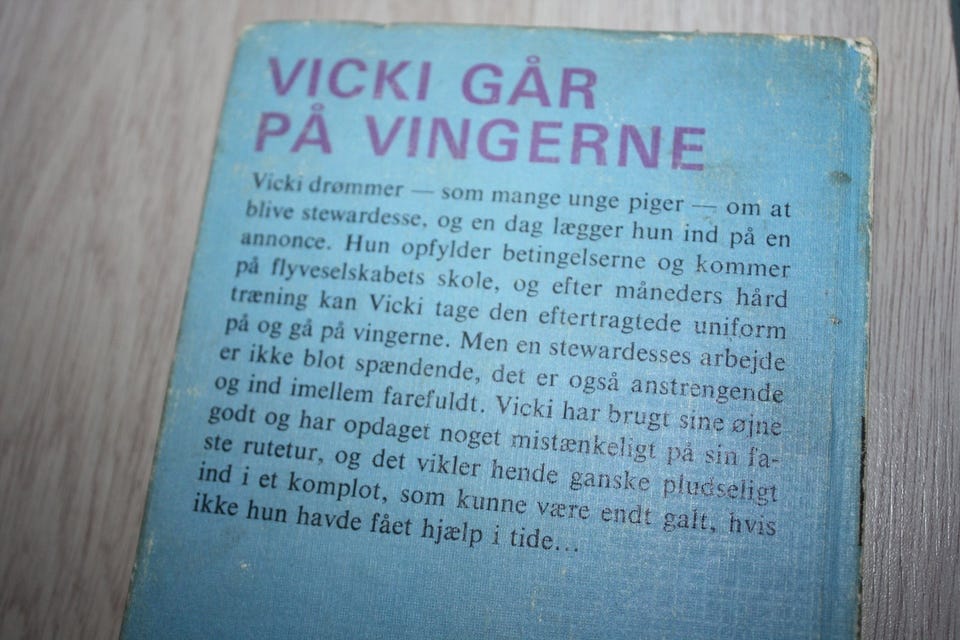 VICKI GÅR
PÅ VINGERNE
Vicki drømmer — som mange unge piger — om at
blive stewardesse, og en dag lægger hun ind på en
annonce. Hun opfylder betingelserne og kommer
på flyveselskabets skole, og efter måneders hård
træning kan Vicki tage den eftertragtede uniform
på og gå på vingerne. Men en stewardesses arbejde
er ikke blot spændende, det er også anstrengende
og ind imellem farefuldt. Vicki har brugt sine øjne
godt og har opdaget noget mistænkeligt på sin fa-
ste rutetur, og det vikler hende ganske pludseligt
ind i et komplot, som kunne være endt galt, hvis
ikke hun havde fået hjælp i tide...